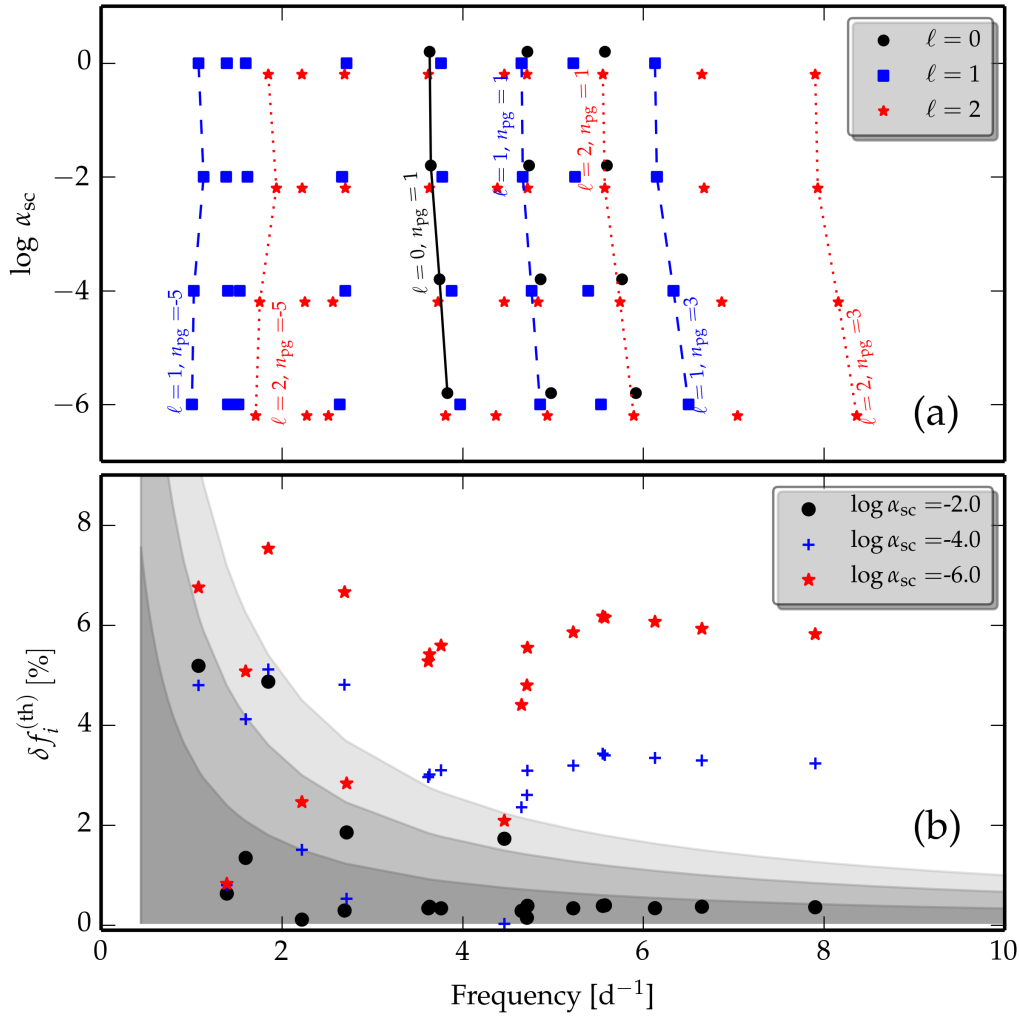 ℓ = 0
ℓ = 1
ℓ = 2
0
−2
−4
−6
log α_sc
ℓ = 1, n_pg =-5
ℓ = 2, n_pg =-5
ℓ = 0, n_pg = 1
ℓ = 1, n_pg = 1
ℓ = 2, n_pg = 1
ℓ = 1, n_pg =3
ℓ = 2, n_pg =3
(a)
log α_sc =-2.0
log α_sc =-4.0
log α_sc =-6.0
8
6
4
2
0
δf_i^(th) [%]
(b)
0 2 4 6 8 10
Frequency [d⁻¹]